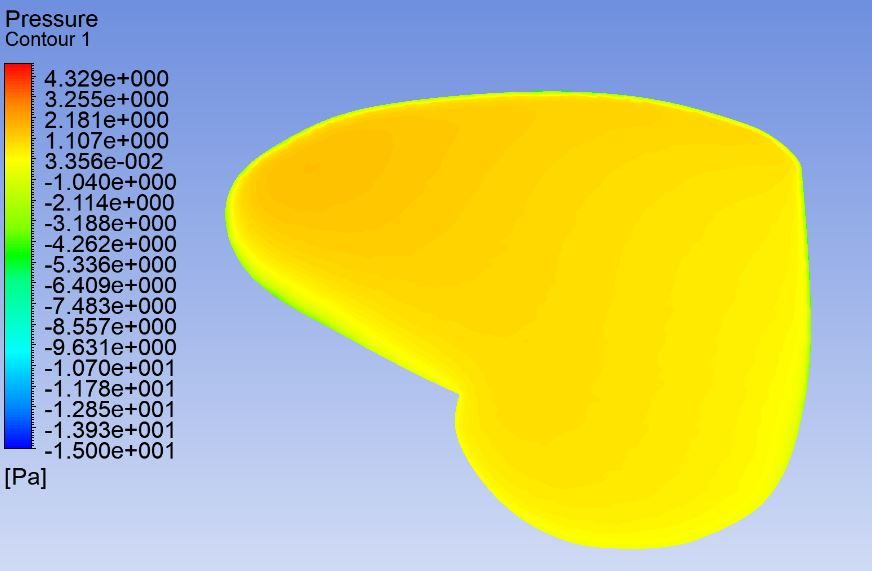 Pressure
Contour 1
4.329e+000
3.255e+000
2.181e+000
1.107e+000
3.356e-002
-1.040e+000
-2.114e+000
-3.188e+000
-4.262e+000
-5.336e+000
-6.409e+000
-7.483e+000
-8.557e+000
-9.631e+000
-1.070e+001
-1.178e+001
-1.285e+001
-1.393e+001
-1.500e+001
[Pa]